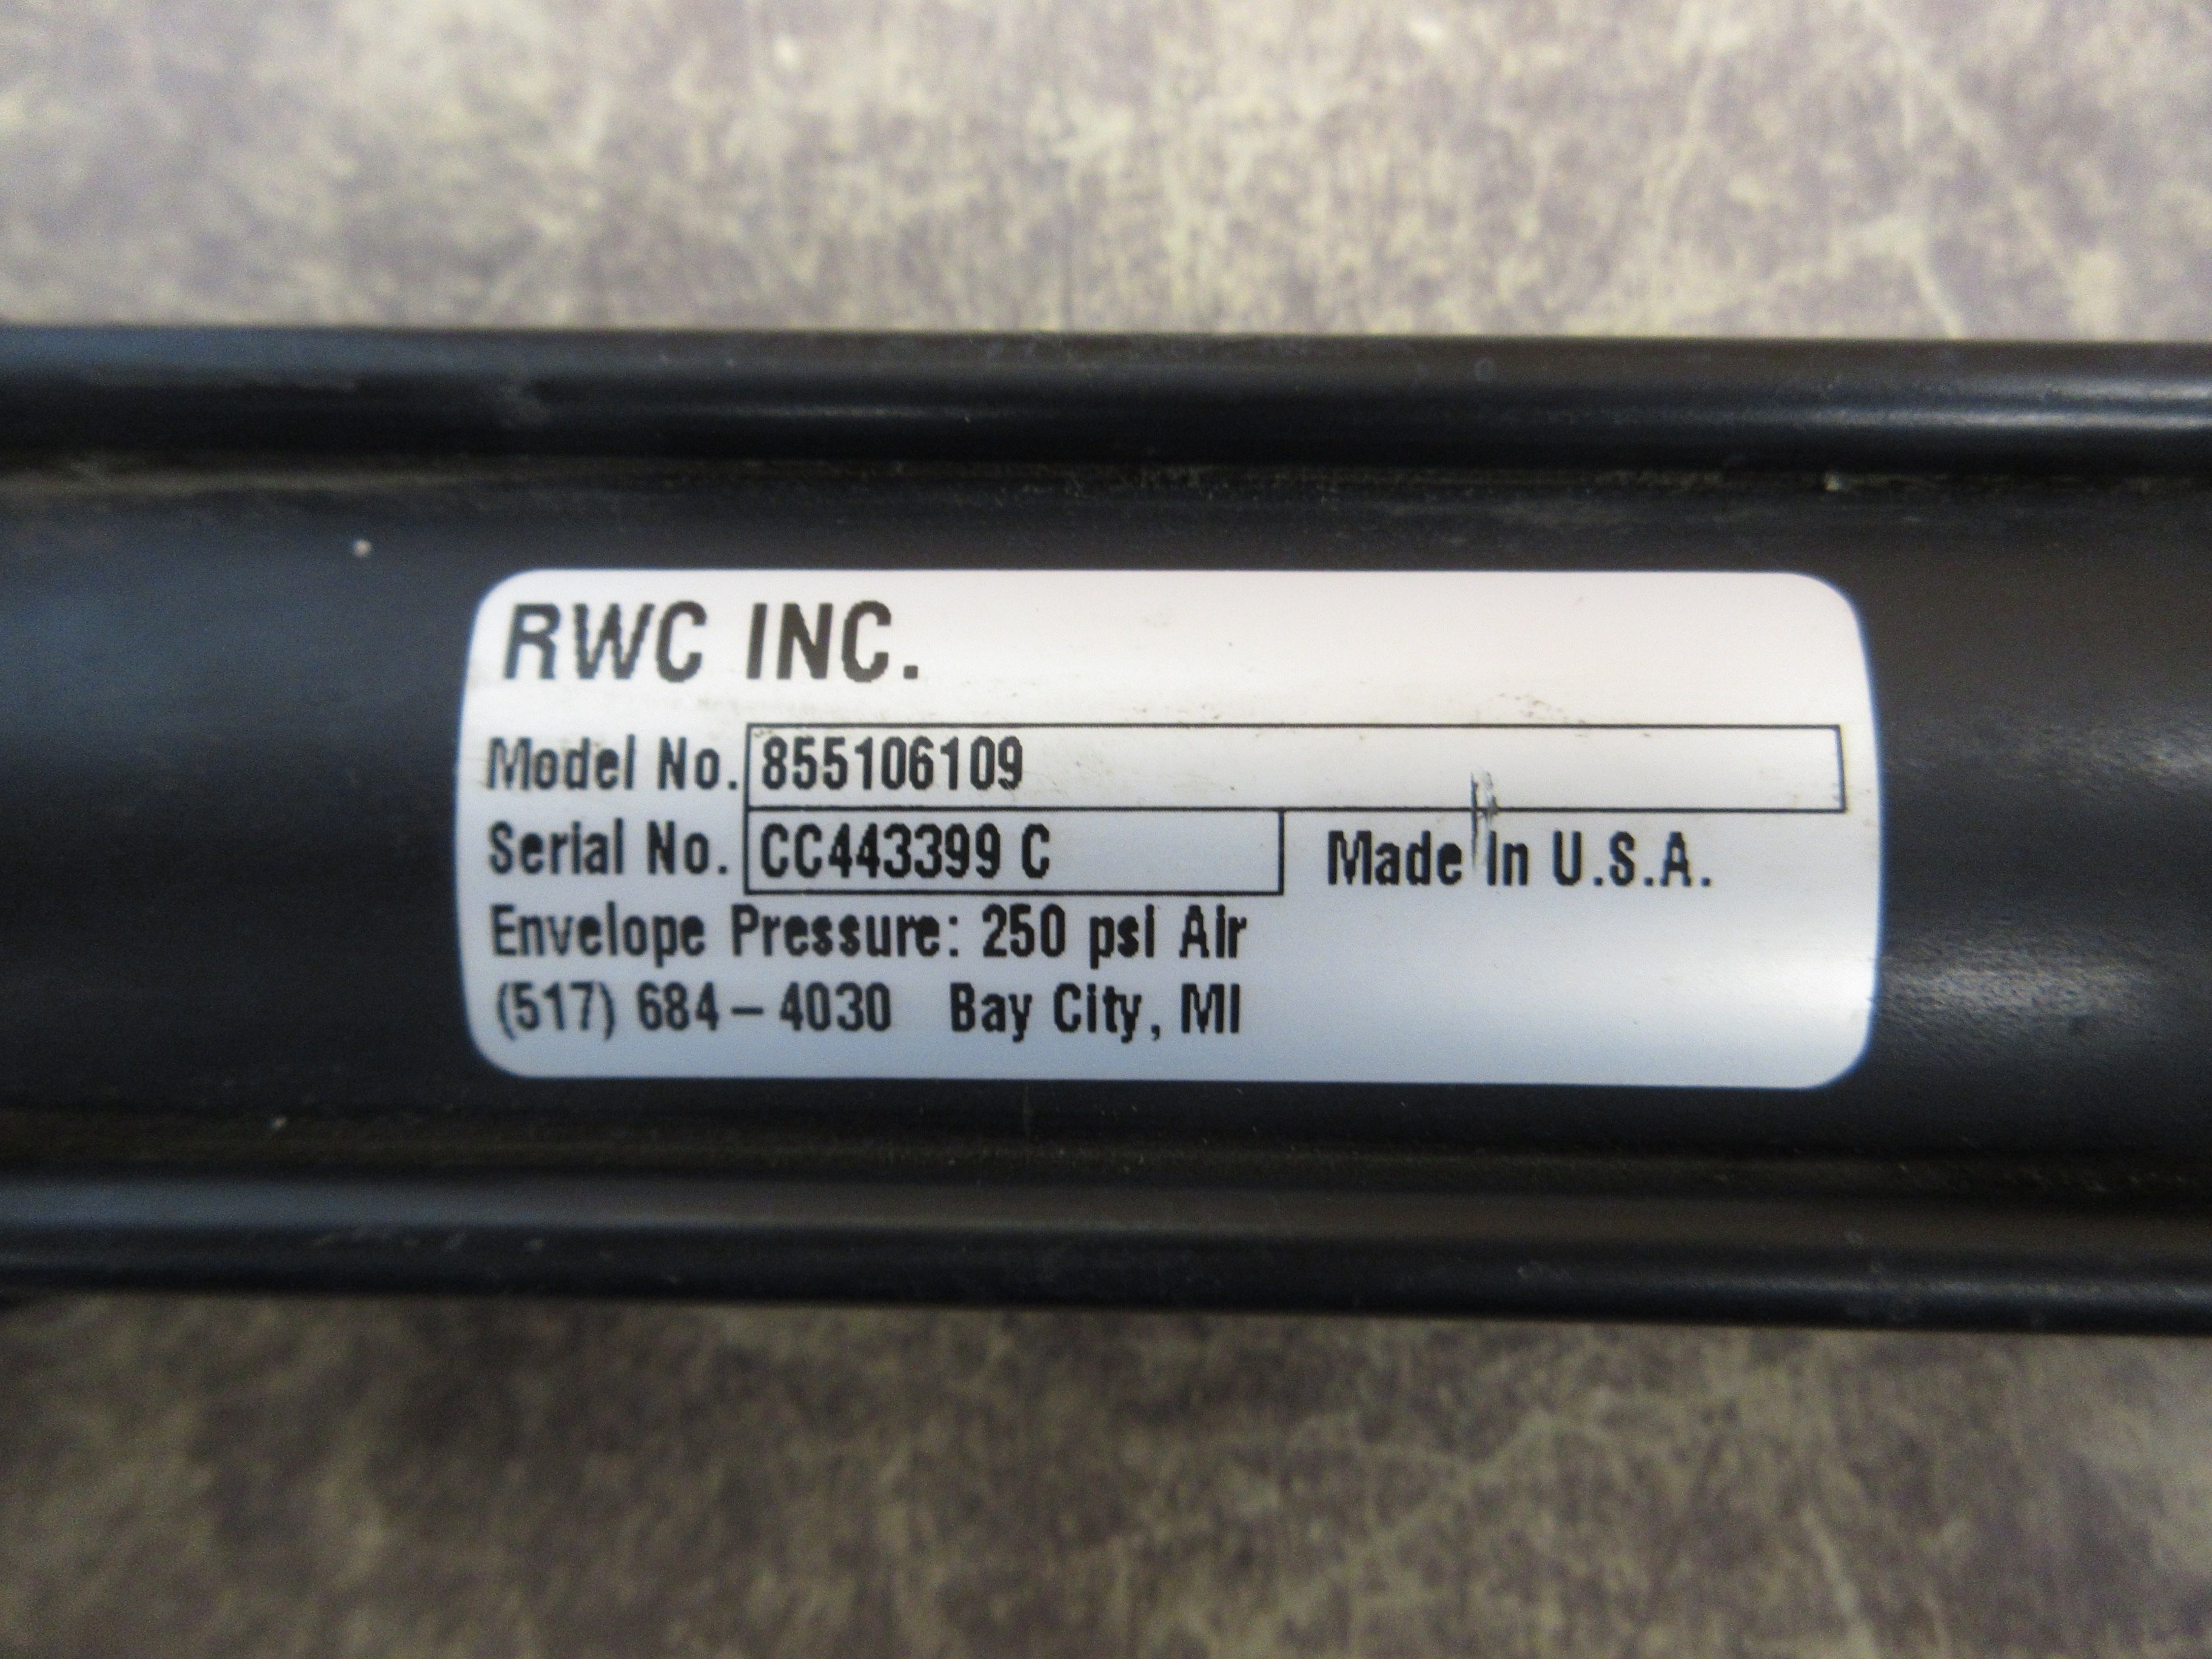 RWC INC.
Model No. 855106109
Serial No. CC443399 C Made In U.S.A.
Envelope Pressure: 250 psi Air
(517) 684-4030 Bay City, MI